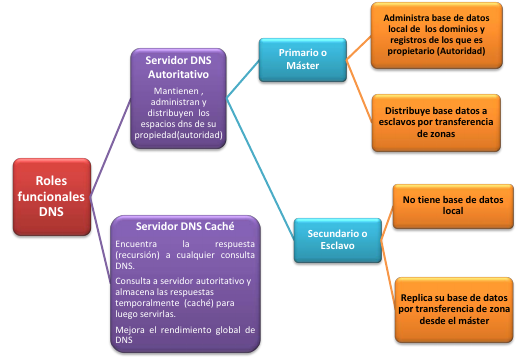 Roles
funcionales
DNS
Servidor DNS
Autoritativo
Mantienen ,
administran y
distribuyen los
espacios dns de su
propiedad(autoridad)
Primario o
Máster
Administra base de datos
local de los dominios y
registros de los que es
propietario (Autoridad)
Distribuye base datos a
esclavos por transferencia
de zonas
Secundario o
Esclavo
No tiene base de datos
local
Replica su base de datos
por transferencia de zona
desde el máster
Servidor DNS Caché
Encuentra la respuesta
(recursión) a cualquier consulta
DNS.
Consulta a servidor autoritativo y
almacena las respuestas
temporalmente (caché) para
luego servirlas.
Mejora el rendimiento global de
DNS